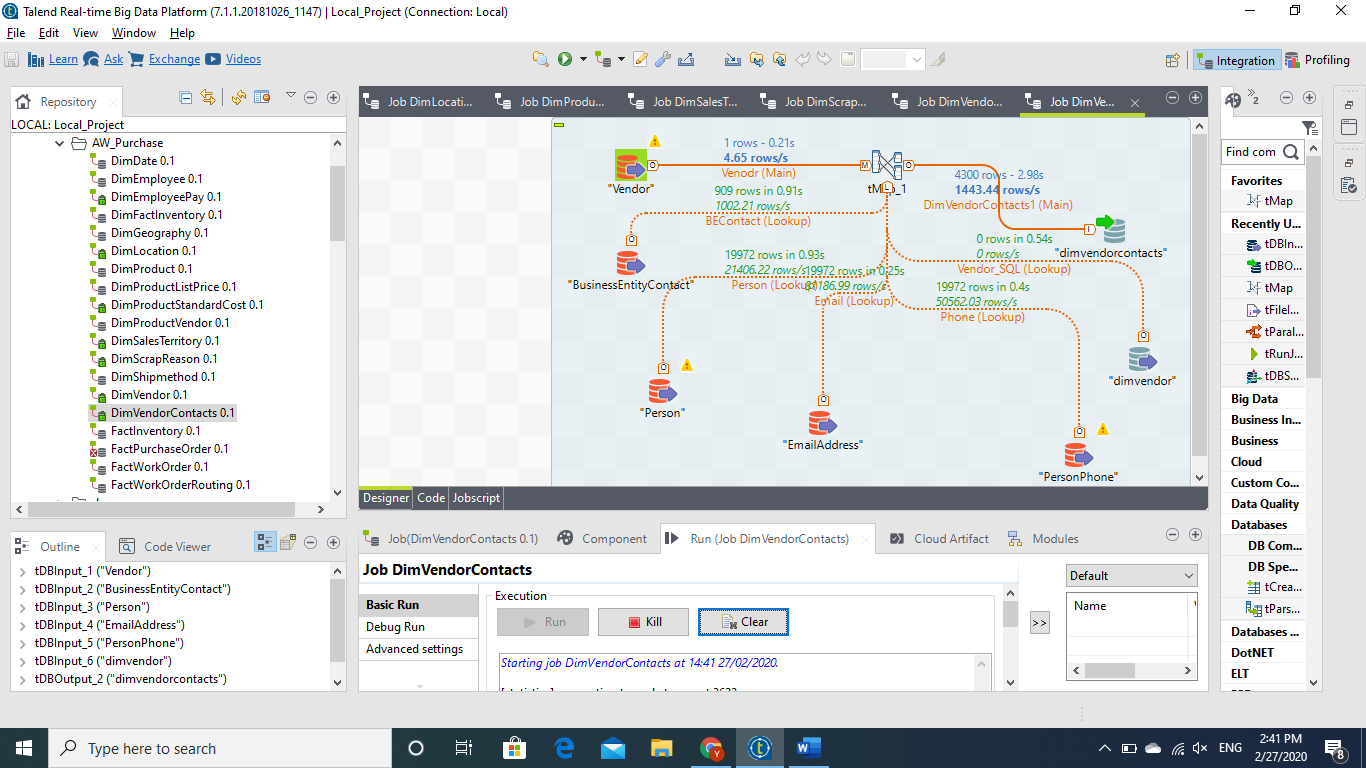 Talend Real-time Big Data Platform (7.1.1.20181026_1147) | Local_Project (Connection: Local)
File Edit View Window Help
Learn Ask Exchange Videos
Integration Profiling
Repository
LOCAL: Local_Project
AW_Purchase
DimDate 0.1
DimEmployee 0.1
DimEmployeePay 0.1
DimFactInventory 0.1
DimGeography 0.1
DimLocation 0.1
DimProduct 0.1
DimProductListPrice 0.1
DimProductStandardCost 0.1
DimProductVendor 0.1
DimSalesTerritory 0.1
DimScrapReason 0.1
DimShipmethod 0.1
DimVendor 0.1
DimVendorContacts 0.1
FactInventory 0.1
FactPurchaseOrder 0.1
FactWorkOrder 0.1
FactWorkOrderRouting 0.1
Outline Code Viewer
tDBInput_1 ("Vendor")
tDBInput_2 ("BusinessEntityContact")
tDBInput_3 ("Person")
tDBInput_4 ("EmailAddress")
tDBInput_5 ("PersonPhone")
tDBInput_6 ("dimvendor")
tDBOutput_2 ("dimvendorcontacts")
Job DimLocati... Job DimProdu... Job DimSalesT... Job DimScrap... Job DimVendo... Job DimVe...
1 rows - 0.21s
4.65 rows/s
Venodr (Main)
"Vendor"
909 rows in 0.91s
1002.21 rows/s
BEContact (Lookup)
"BusinessEntityContact"
4300 rows - 2.98s
1443.44 rows/s
DimVendorContacts1 (Main)
"dimvendorcontacts"
0 rows in 0.54s
0 rows/s
Vendor_SQL (Lookup)
19972 rows in 0.93s
21406.22 rows/s
Person (Lookup)
19972 rows in 0.25s
Email (Lookup)
19972 rows in 0.4s
50562.03 rows/s
Phone (Lookup)
"dimvendor"
"Person"
"EmailAddress"
"PersonPhone"
Designer Code Jobscript
Job(DimVendorContacts 0.1) Component Run (Job DimVendorContacts) Cloud Artifact Modules
Job DimVendorContacts
Basic Run
Debug Run
Advanced settings
Execution
Run Kill Clear
Starting job DimVendorContacts at 14:41 27/02/2020.
>>
Default
Name
Find com
Favorites
tMap
Recently U...
tDBIn...
tDBO...
tMap
tFileI...
tParal...
tRunJ...
tDBS...
Big Data
Business In...
Business
Cloud
Custom Co...
Data Quality
Databases
DB Com...
DB Spe...
tCrea...
tPars...
Databases ...
DotNET
ELT
Type here to search
ENG
2:41 PM
2/27/2020
8